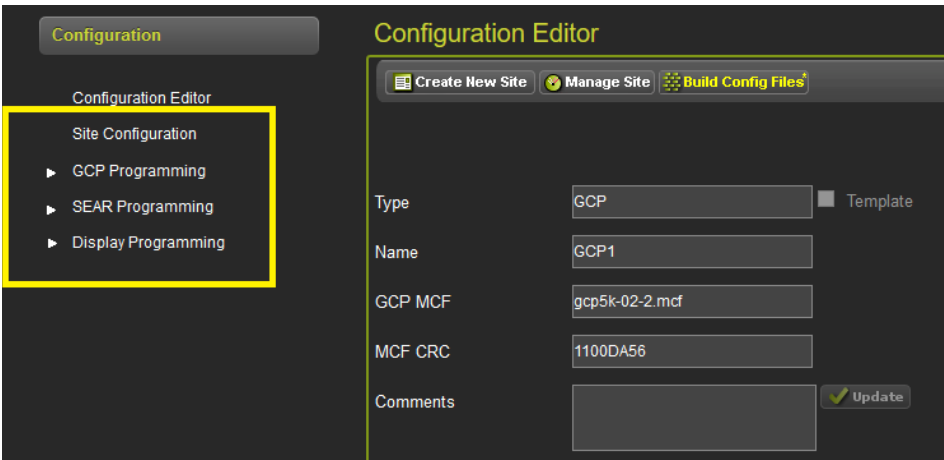 Configuration
Configuration Editor
Site Configuration
GCP Programming
SEAR Programming
Display Programming
Configuration Editor
Create New Site Manage Site Build Config Files*
Type GCP Template
Name GCP1
GCP MCF gcp5k-02-2.mcf
MCF CRC 1100DA56
Comments Update